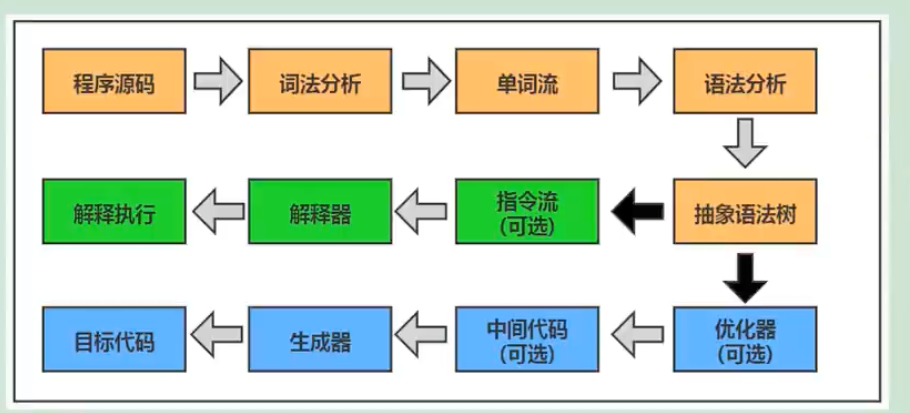 程序源码
词法分析
单词流
语法分析
解释执行
解释器
指令流
(可选)
抽象语法树
目标代码
生成器
中间代码
(可选)
优化器
(可选)